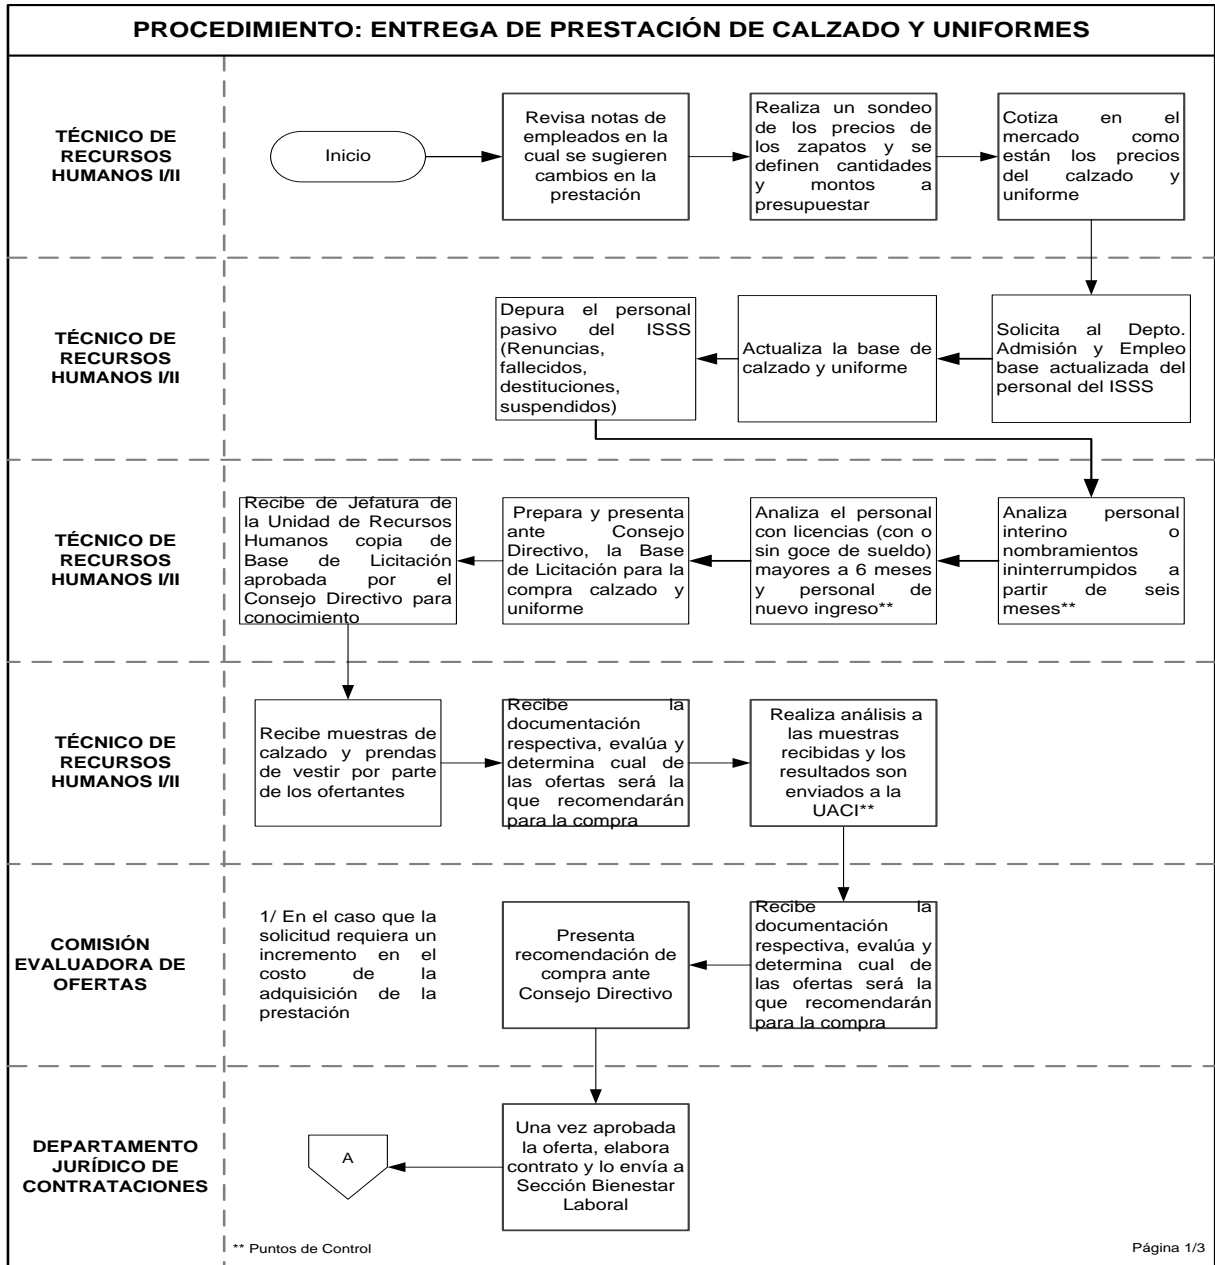 PROCEDIMIENTO: ENTREGA DE PRESTACIÓN DE CALZADO Y UNIFORMES
TÉCNICO DE
RECURSOS
HUMANOS I/II
Inicio
Revisa notas de
empleados en la
cual se sugieren
cambios en la
prestación
Realiza un sondeo
de los precios de
los zapatos y se
definen cantidades
y montos a
presupuestar
Cotiza en el
mercado como
están los precios
del calzado y
uniforme
TÉCNICO DE
RECURSOS
HUMANOS I/II
Depura el personal
pasivo del ISSS
(Renuncias,
fallecidos,
destituciones,
suspendidos)
Actualiza la base de
calzado y uniforme
Solicita al Depto.
Admisión y Empleo
base actualizada del
personal del ISSS
TÉCNICO DE
RECURSOS
HUMANOS I/II
Recibe de Jefatura de
la Unidad de Recursos
Humanos copia de
Base de Licitación
aprobada por el
Consejo Directivo para
conocimiento
Prepara y presenta
ante Consejo
Directivo, la Base
de Licitación para la
compra calzado y
uniforme
Analiza el personal
con licencias (con o
sin goce de sueldo)
mayores a 6 meses
y personal de
nuevo ingreso**
Analiza personal
interino o
nombramientos
ininterrumpidos a
partir de seis
meses**
TÉCNICO DE
RECURSOS
HUMANOS I/II
Recibe muestras de
calzado y prendas
de vestir por parte
de los ofertantes
Recibe la
documentación
respectiva, evalúa y
determina cual de
las ofertas será la
que recomendarán
para la compra
Realiza análisis a
las muestras
recibidas y los
resultados son
enviados a la
UACI**
COMISIÓN
EVALUADORA DE
OFERTAS
1/ En el caso que la
solicitud requiera un
incremento en el
costo de la
adquisición de la
prestación
Presenta
recomendación de
compra ante
Consejo Directivo
Recibe la
documentación
respectiva, evalúa y
determina cual de
las ofertas será la
que recomendarán
para la compra
DEPARTAMENTO
JURÍDICO DE
CONTRATACIONES
A
Una vez aprobada
la oferta, elabora
contrato y lo envía a
Sección Bienestar
Laboral
** Puntos de Control
Página 1/3